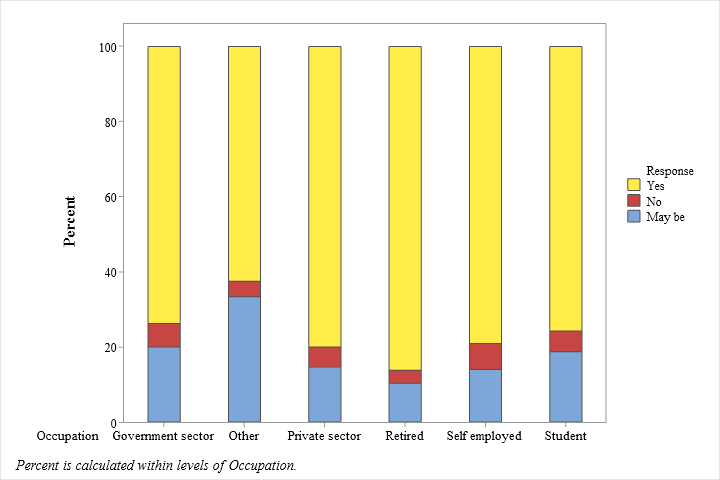 100
80
60
40
20
0
Percent
Response
Yes
No
May be
Occupation Government sector Other Private sector Retired Self employed Student
Percent is calculated within levels of Occupation.